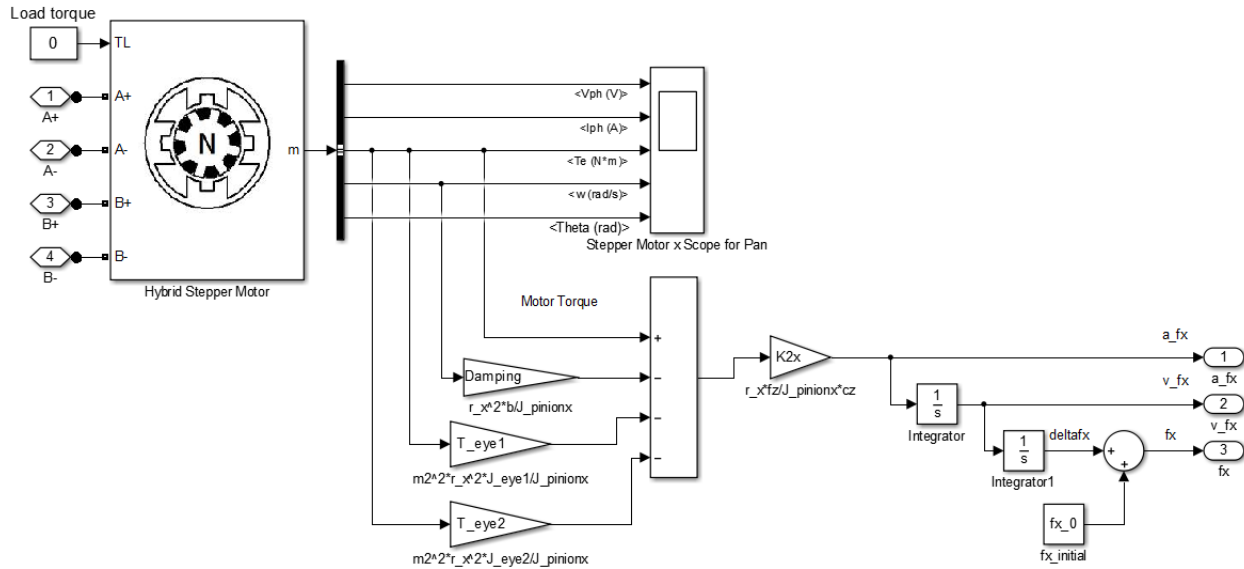 Load torque
0
TL
1
A+
A+
2
A-
A-
3
B+
B+
4
B-
B-
N
m
Hybrid Stepper Motor
<Vph (V)>
<Iph (A)>
<Te (N*m)>
<w (rad/s)>
<Theta (rad)>
Stepper Motor x Scope for Pan
Motor Torque
+
−
−
−
Damping
r_x^2*b/J_pinionx
T_eye1
m2^2*r_x^2*J_eye1/J_pinionx
T_eye2
m2^2*r_x^2*J_eye2/J_pinionx
K2x
r_x*fz/J_pinionx*cz
a_fx
1
a_fx
v_fx
2
v_fx
1
s
Integrator
1
s
Integrator1
deltafx
+
+
fx
3
fx
fx_0
fx_initial